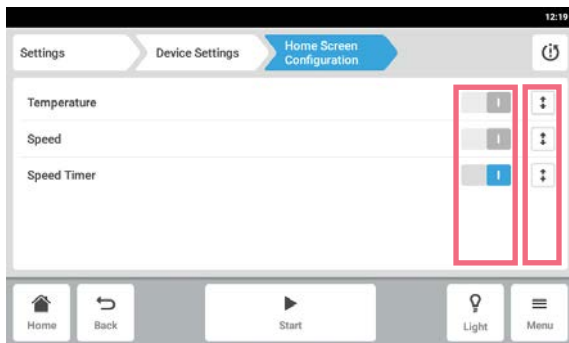 12:19
Settings
Device Settings
Home Screen
Configuration
Temperature
Speed
Speed Timer
Home
Back
Start
Light
Menu